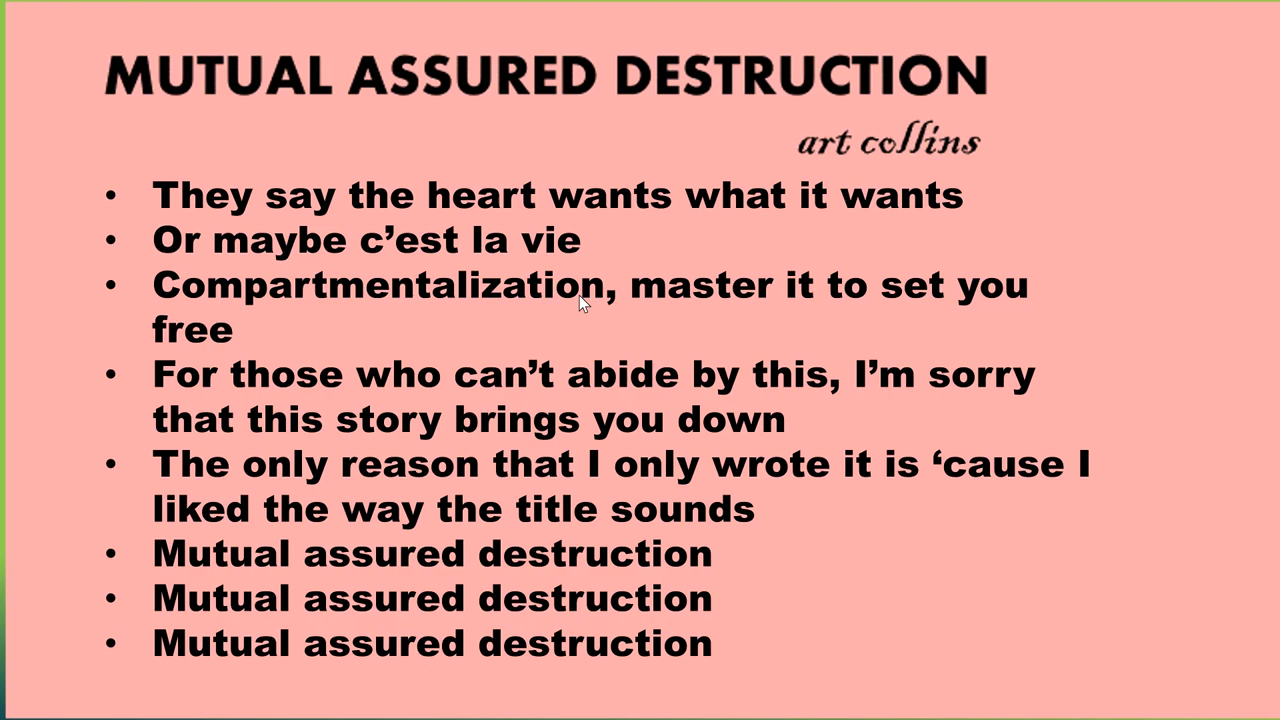 MUTUAL ASSURED DESTRUCTION
art collins
• They say the heart wants what it wants
• Or maybe c’est la vie
• Compartmentalization, master it to set you
free
• For those who can’t abide by this, I’m sorry
that this story brings you down
• The only reason that I only wrote it is ‘cause I
liked the way the title sounds
• Mutual assured destruction
• Mutual assured destruction
• Mutual assured destruction